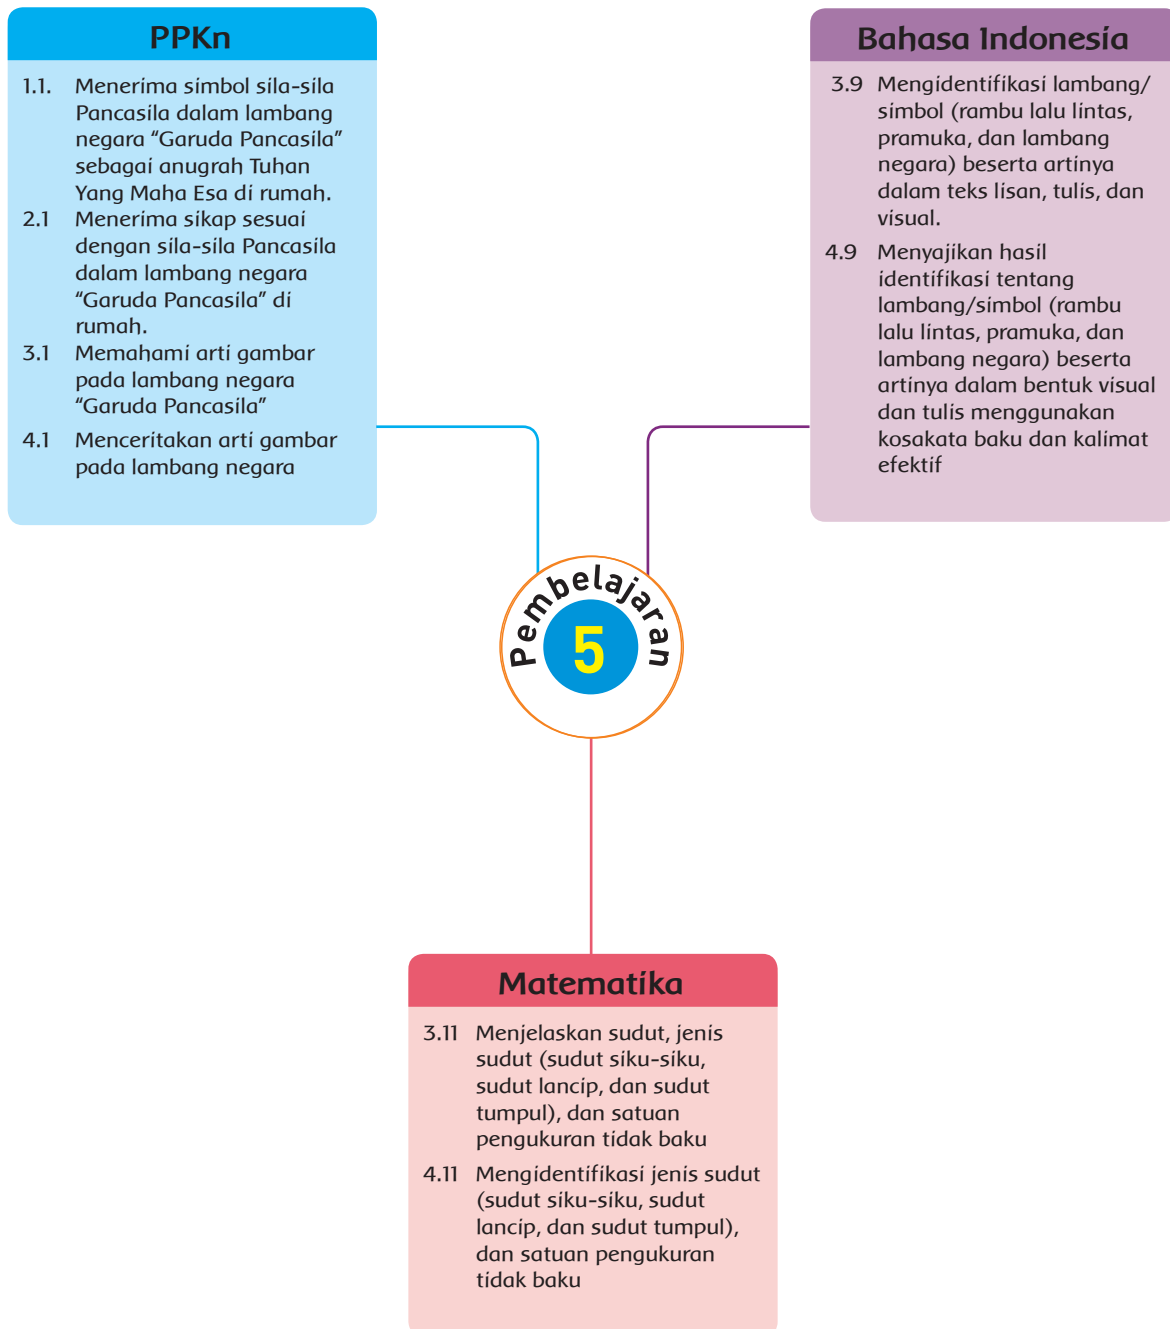 PPKn
1.1. Menerima simbol sila-sila
Pancasila dalam lambang
negara “Garuda Pancasila”
sebagai anugrah Tuhan
Yang Maha Esa di rumah.
2.1 Menerima sikap sesuai
dengan sila-sila Pancasila
dalam lambang negara
“Garuda Pancasila” di
rumah.
3.1 Memahami arti gambar
pada lambang negara
“Garuda Pancasila”
4.1 Menceritakan arti gambar
pada lambang negara
Bahasa Indonesia
3.9 Mengidentifikasi lambang/
simbol (rambu lalu lintas,
pramuka, dan lambang
negara) beserta artinya
dalam teks lisan, tulis, dan
visual.
4.9 Menyajikan hasil
identifikasi tentang
lambang/simbol (rambu
lalu lintas, pramuka, dan
lambang negara) beserta
artinya dalam bentuk visual
dan tulis menggunakan
kosakata baku dan kalimat
efektif
Pembelajaran
5
Matematika
3.11 Menjelaskan sudut, jenis
sudut (sudut siku-siku,
sudut lancip, dan sudut
tumpul), dan satuan
pengukuran tidak baku
4.11 Mengidentifikasi jenis sudut
(sudut siku-siku, sudut
lancip, dan sudut tumpul),
dan satuan pengukuran
tidak baku